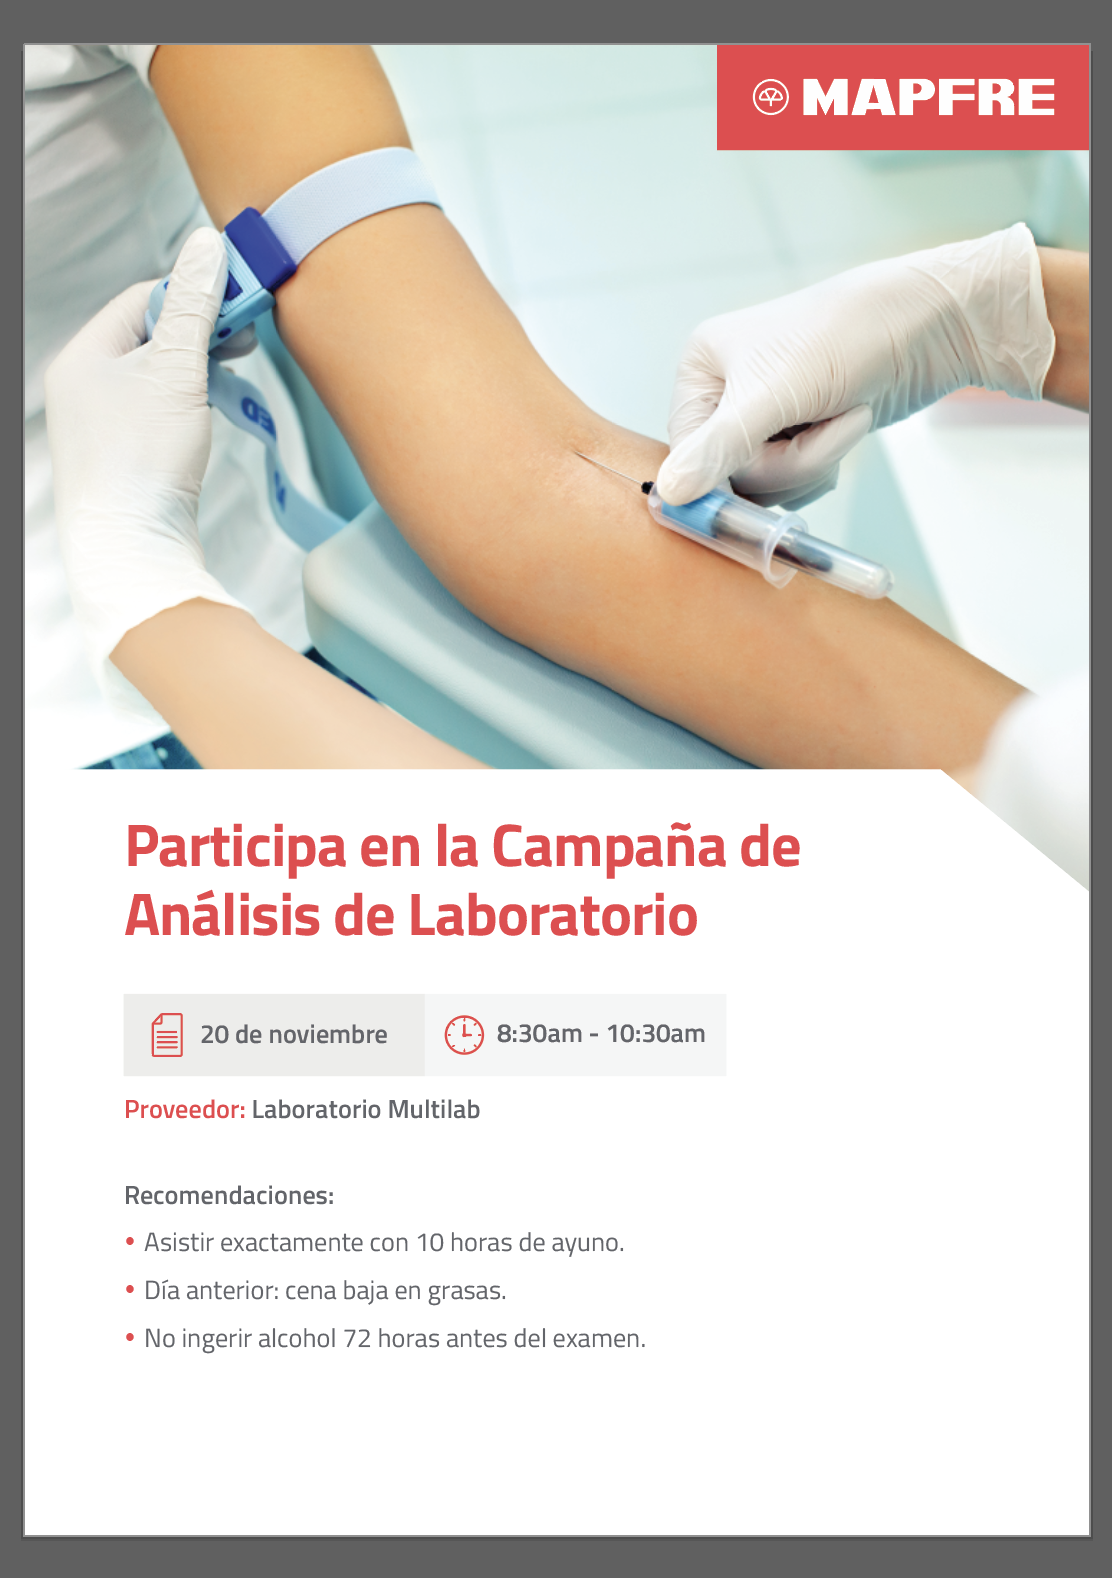 MAPFRE
Participa en la Campaña de
Análisis de Laboratorio
20 de noviembre
8:30am - 10:30am
Proveedor: Laboratorio Multilab
Recomendaciones:
• Asistir exactamente con 10 horas de ayuno.
• Día anterior: cena baja en grasas.
• No ingerir alcohol 72 horas antes del examen.